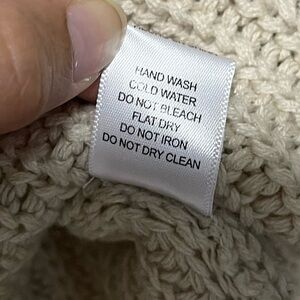 HAND WASH
COLD WATER
DO NOT BLEACH
FLAT DRY
DO NOT IRON
DO NOT DRY CLEAN